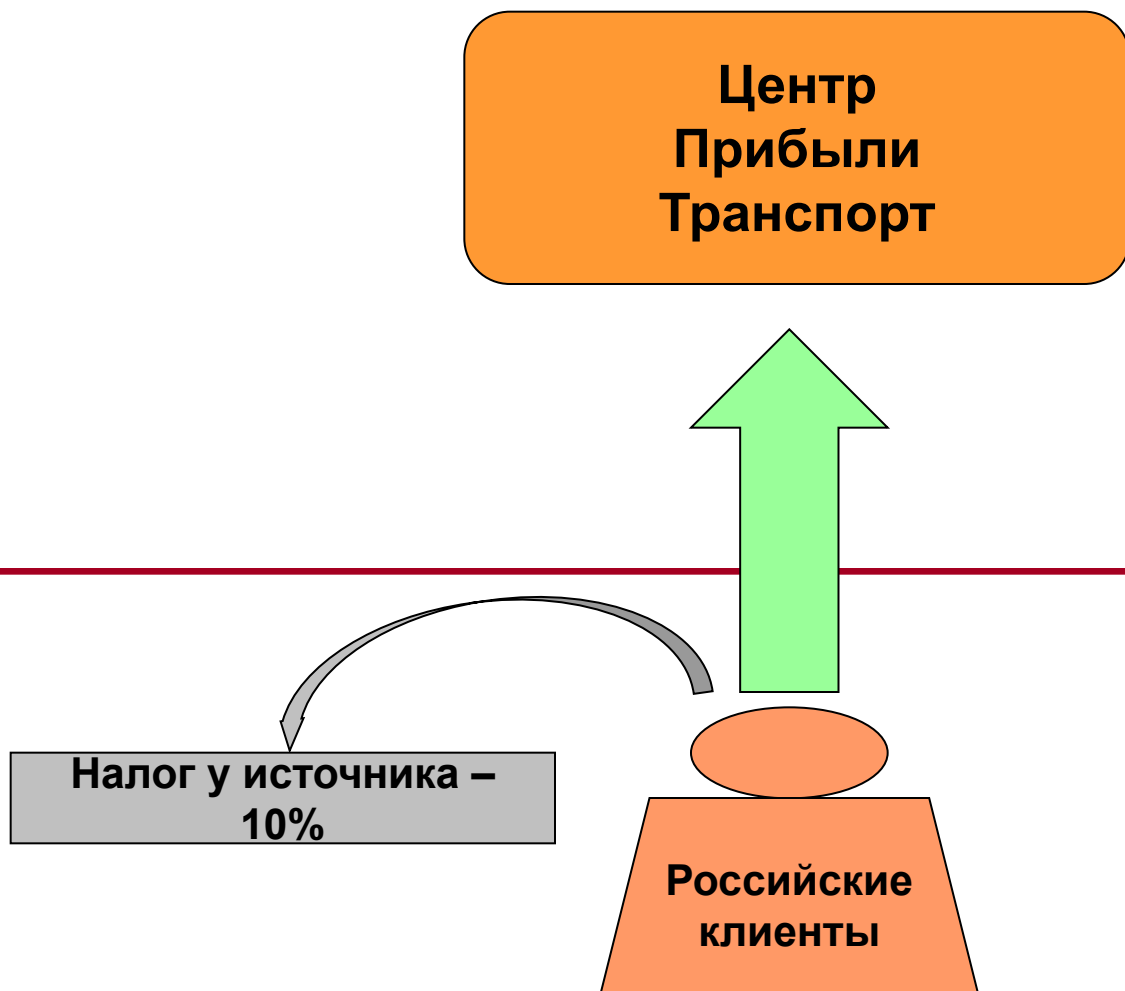 Центр
Прибыли
Транспорт
Налог у источника –
10%
Российские
клиенты